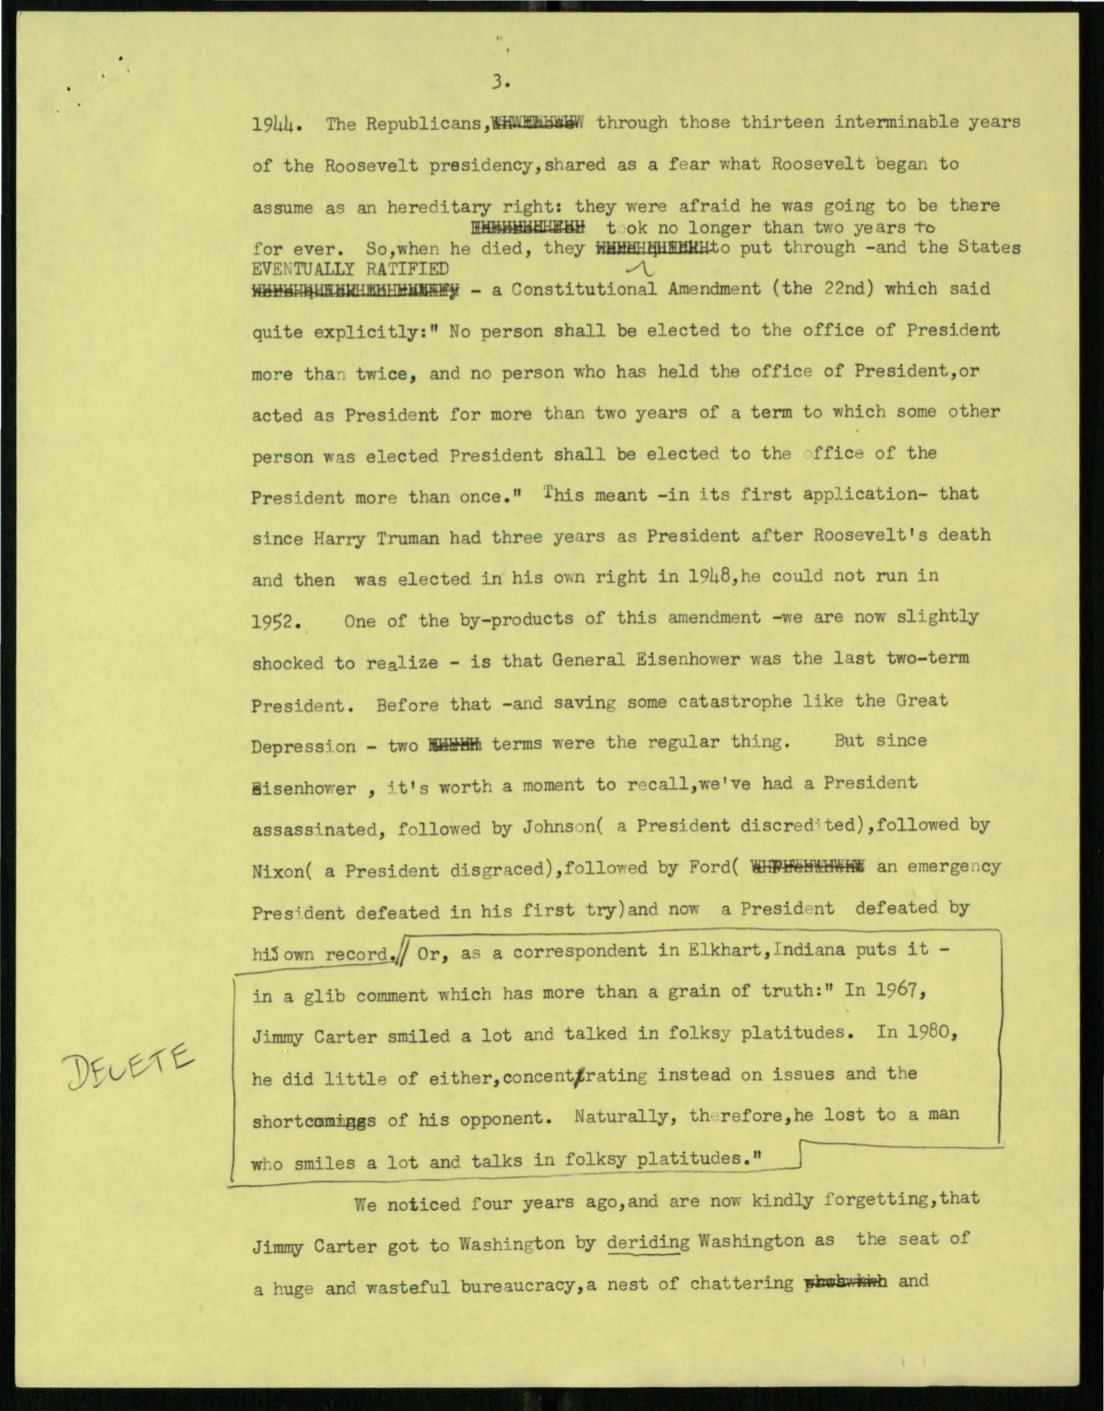 3.
1944. The Republicans, through those thirteen interminable years
of the Roosevelt presidency,shared as a fear what Roosevelt began to
assume as an hereditary right: they were afraid he was going to be there
took no longer than two years to
for ever. So,when he died, they to put through -and the States
EVENTUALLY RATIFIED
- a Constitutional Amendment (the 22nd) which said
quite explicitly:" No person shall be elected to the office of President
more than twice, and no person who has held the office of President,or
acted as President for more than two years of a term to which some other
person was elected President shall be elected to the office of the
President more than once." This meant -in its first application- that
since Harry Truman had three years as President after Roosevelt's death
and then was elected in his own right in 1948,he could not run in
1952. One of the by-products of this amendment -we are now slightly
shocked to realize - is that General Eisenhower was the last two-term
President. Before that -and saving some catastrophe like the Great
Depression - two terms were the regular thing. But since
Eisenhower , it's worth a moment to recall,we've had a President
assassinated, followed by Johnson( a President discredited),followed by
Nixon( a President disgraced),followed by Ford( an emergency
President defeated in his first try)and now a President defeated by
his own record.// Or, as a correspondent in Elkhart,Indiana puts it -
in a glib comment which has more than a grain of truth:" In 1967,
Jimmy Carter smiled a lot and talked in folksy platitudes. In 1980,
DELETE
he did little of either,concentrating instead on issues and the
shortcomings of his opponent. Naturally, therefore,he lost to a man
who smiles a lot and talks in folksy platitudes."
We noticed four years ago,and are now kindly forgetting,that
Jimmy Carter got to Washington by deriding Washington as the seat of
a huge and wasteful bureaucracy,a nest of chattering and